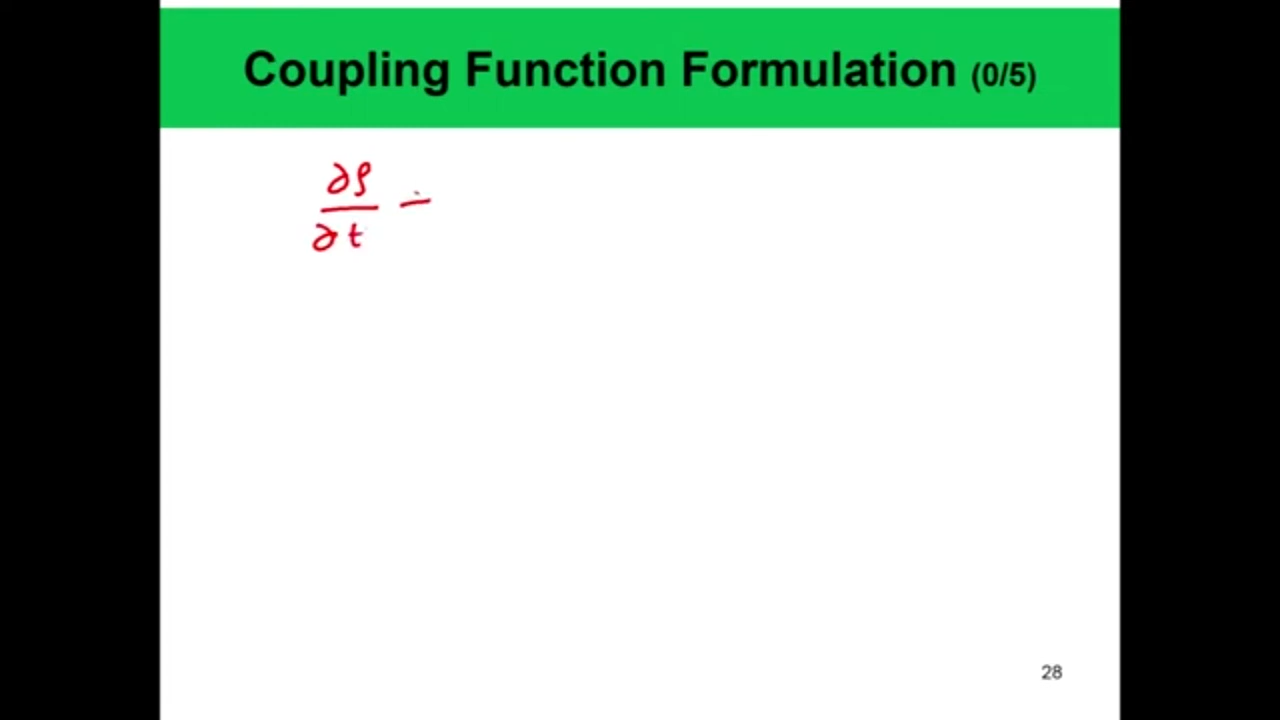 Coupling Function Formulation (0/5)
∂ρ
∂t
28